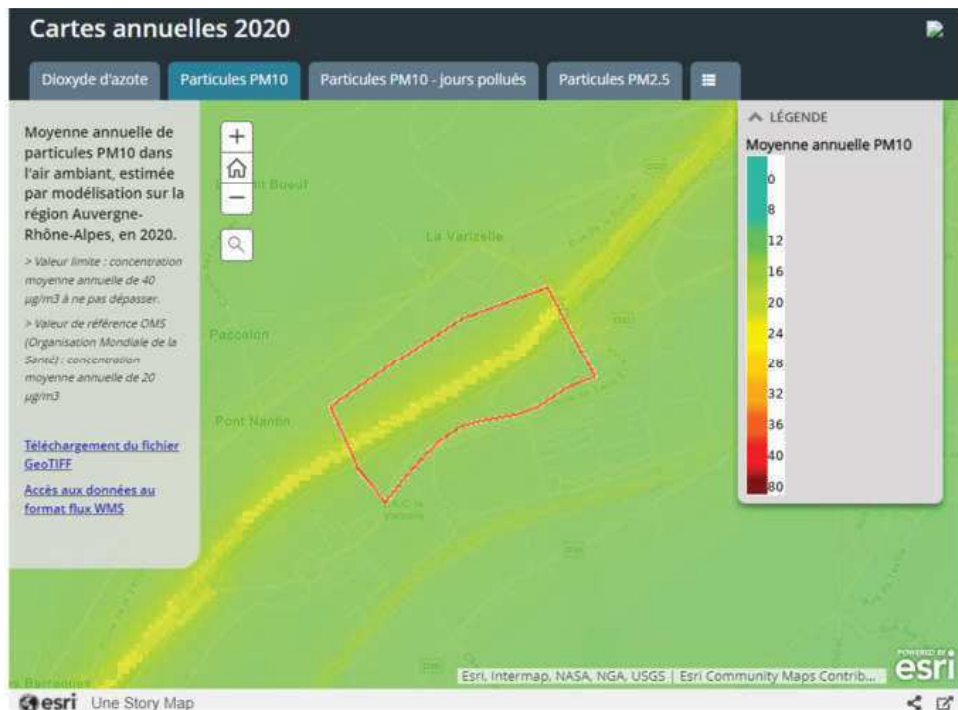 Cartes annuelles 2020
Dioxyde d'azote
Particules PM10
Particules PM10 - jours pollués
Particules PM2.5
Moyenne annuelle de
particules PM10 dans
l'air ambiant, estimée
par modélisation sur la
région Auvergne-
Rhône-Alpes, en 2020.
> Valeur limite : concentration
moyenne annuelle de 40
µg/m3 à ne pas dépasser.
> Valeur de référence OMS
(Organisation Mondiale de la
Santé) : concentration
moyenne annuelle de 20
µg/m3
Téléchargement du fichier
GeoTIFF
Accès aux données au
format flux WMS
+
−
Boeuf
La Varizelle
Paccalon
Pont Nantin
LÉGENDE
Moyenne annuelle PM10
0
8
12
16
20
24
28
32
36
40
80
Esri, Intermap, NASA, NGA, USGS | Esri Community Maps Contrib...
POWERED BY
esri
esri Une Story Map